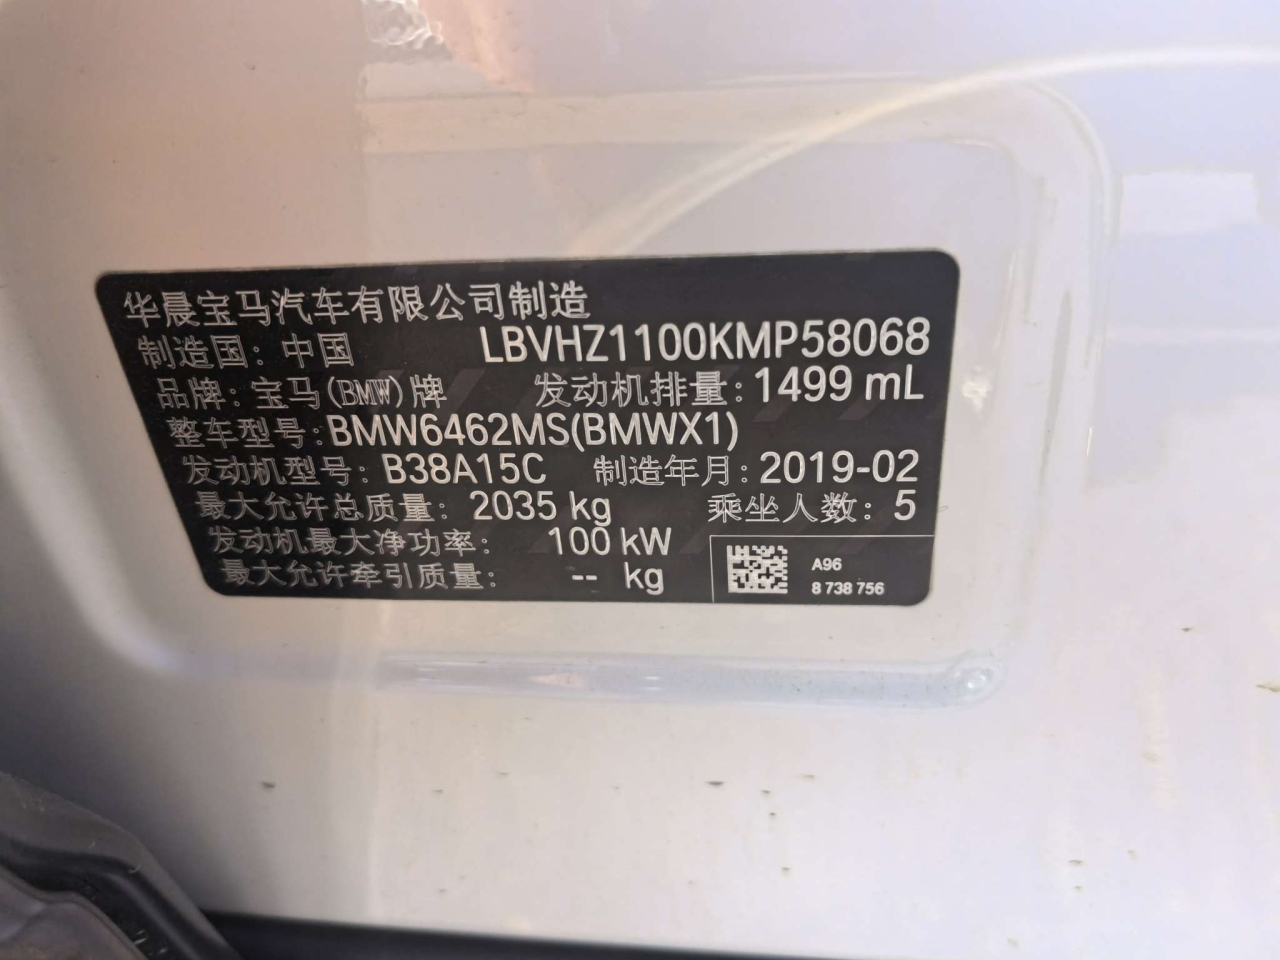 华晨宝马汽车有限公司制造
制造国：中国 LBVHZ1100KMP58068
品牌：宝马(BMW)牌 发动机排量：1499 mL
整车型号：BMW6462MS(BMWX1)
发动机型号：B38A15C 制造年月：2019-02
最大允许总质量：2035 kg 乘坐人数：5
发动机最大净功率：100 kW
最大允许牵引质量：-- kg
A96
8 738 756